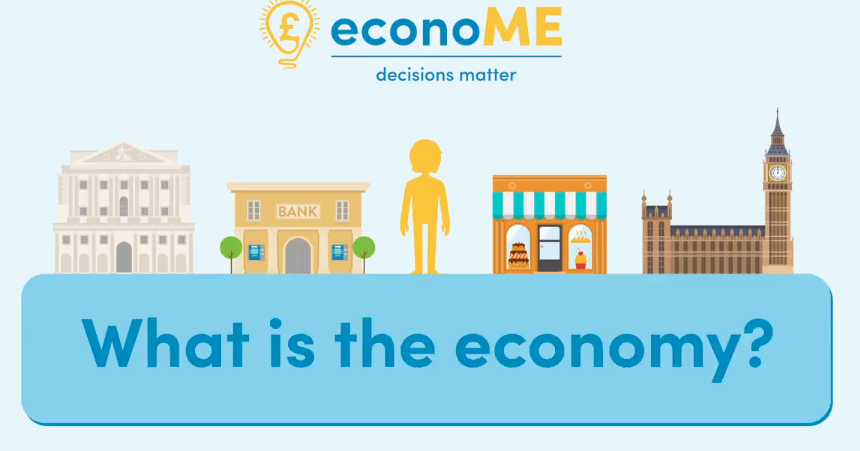 £
econoME
decisions matter
BANK
What is the economy?